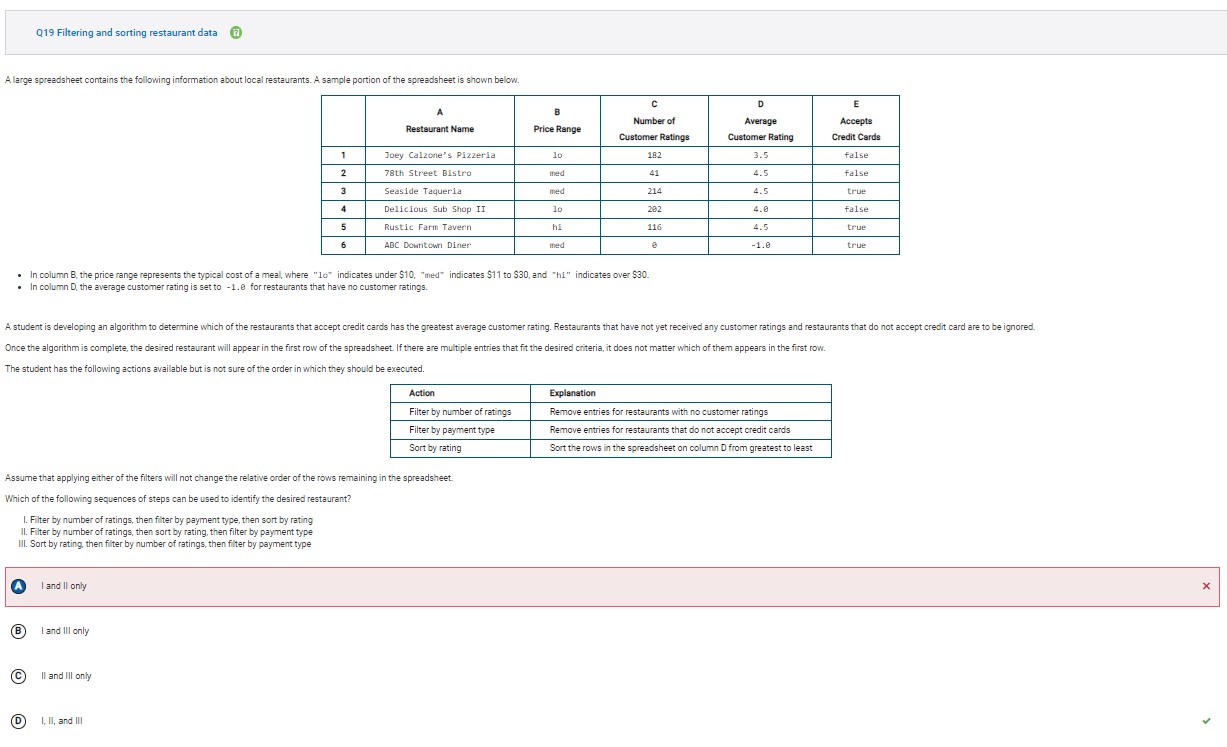 Q19 Filtering and sorting restaurant data
A large spreadsheet contains the following information about local restaurants. A sample portion of the spreadsheet is shown below.
A Restaurant Name B Price Range C Number of Customer Ratings D Average Customer Rating E Accepts Credit Cards
1 Joey Calzone's Pizzeria lo 182 3.5 false
2 78th Street Bistro med 41 4.5 false
3 Seaside Taqueria med 214 4.5 true
4 Delicious Sub Shop II lo 202 4.0 false
5 Rustic Farm Tavern hi 116 4.5 true
6 ABC Downtown Diner med 0 -1.0 true
• In column B, the price range represents the typical cost of a meal, where "lo" indicates under $10, "med" indicates $11 to $30, and "hi" indicates over $30.
• In column D, the average customer rating is set to -1.0 for restaurants that have no customer ratings.
A student is developing an algorithm to determine which of the restaurants that accept credit cards has the greatest average customer rating. Restaurants that have not yet received any customer ratings and restaurants that do not accept credit card are to be ignored.
Once the algorithm is complete, the desired restaurant will appear in the first row of the spreadsheet. If there are multiple entries that fit the desired criteria, it does not matter which of them appears in the first row.
The student has the following actions available but is not sure of the order in which they should be executed.
Action Explanation
Filter by number of ratings Remove entries for restaurants with no customer ratings
Filter by payment type Remove entries for restaurants that do not accept credit cards
Sort by rating Sort the rows in the spreadsheet on column D from greatest to least
Assume that applying either of the filters will not change the relative order of the rows remaining in the spreadsheet.
Which of the following sequences of steps can be used to identify the desired restaurant?
I. Filter by number of ratings, then filter by payment type, then sort by rating
II. Filter by number of ratings, then sort by rating, then filter by payment type
III. Sort by rating, then filter by number of ratings, then filter by payment type
A I and II only
B I and III only
C II and III only
D I, II, and III